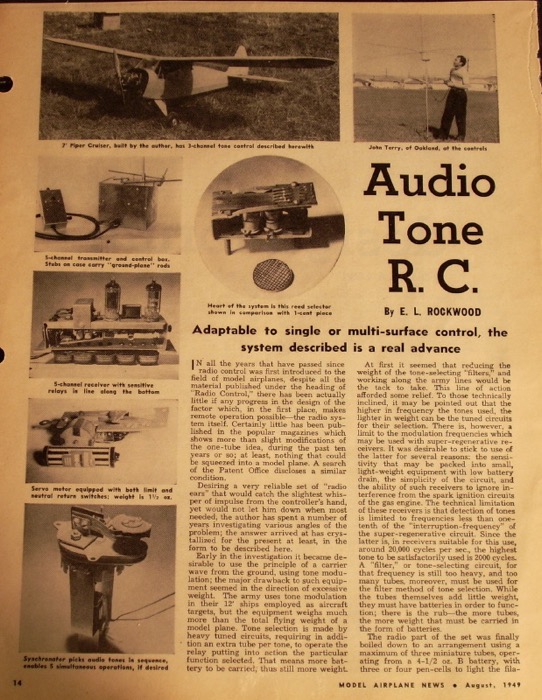 7' Piper Cruiser, built by the author, has 3-channel tone control described herewith
John Terry, of Oakland, at the controls
5-channel transmitter and control box.
Stubs on case carry "ground-plane" rods
Heart of the system is this reed selector
shown in comparison with 1-cent piece
5-channel receiver with sensitive
relays in line along the bottom
Servo motor equipped with both limit and
neutral return switches; weight is 1½ oz.
Synchronator picks audio tones in sequence,
enables 5 simultaneous operations, if desired
Audio
Tone
R. C.
By E. L. ROCKWOOD
Adaptable to single or multi-surface control, the
system described is a real advance
IN all the years that have passed since
radio control was first introduced to the
field of model airplanes, despite all the
material published under the heading of
"Radio Control," there has been actually
little if any progress in the design of the
factor which, in the first place, makes
remote operation possible—the radio sys-
tem itself. Certainly little has been pub-
lished in the popular magazines which
shows more than slight modifications of
the one-tube idea, during the past ten
years or so; at least, nothing that could
be squeezed into a model plane. A search
of the Patent Office discloses a similar
condition.
Desiring a very reliable set of "radio
ears" that would catch the slightest whis-
per of impulse from the controller's hand,
yet would not let him down when most
needed, the author has spent a number of
years investigating various angles of the
problem; the answer arrived at has crys-
tallized for the present at least, in the
form to be described here.
Early in the investigation it became de-
sirable to use the principle of a carrier
wave from the ground, using tone modu-
lation; the major drawback to such equip-
ment seemed in the direction of excessive
weight. The army uses tone modulation
in their 12' ships employed as aircraft
targets, but the equipment weighs much
more than the total flying weight of a
model plane. Tone selection is made by
heavy tuned circuits, requiring in addi-
tion an extra tube per tone, to operate the
relay putting into action the particular
function selected. That means more bat-
tery to be carried; thus still more weight.
At first it seemed that reducing the
weight of the tone-selecting "filters," and
working along the army lines would be
the tack to take. This line of action
afforded some relief. To those technically
inclined, it may be pointed out that the
higher in frequency the tones used, the
lighter in weight can be the tuned circuits
for their selection. There is, however, a
limit to the modulation frequencies which
may be used with super-regenerative re-
ceivers. It was desirable to stick to use of
the latter for several reasons: the sensi-
tivity that may be packed into small,
light-weight equipment with low battery
drain, the simplicity of the circuit, and
the ability of such receivers to ignore in-
terference from the spark ignition circuits
of the gas engine. The technical limitation
of these receivers is that detection of tones
is limited to frequencies less than one-
tenth of the "interruption-frequency" of
the super-regenerative circuit. Since the
latter is, in receivers suitable for this use,
around 20,000 cycles per sec., the highest
tone to be satisfactorily used is 2000 cycles.
A "filter," or tone-selecting circuit, for
that frequency is still too heavy, and too
many tubes, moreover, must be used for
the filter method of tone selection. While
the tubes themselves add little weight,
they must have batteries in order to func-
tion; there is the rub—the more tubes,
the more weight that must be carried in
the form of batteries.
The radio part of the set was finally
boiled down to an arrangement using a
maximum of three miniature tubes, oper-
ating from a 4-1/2 oz. B battery, with
three or four pen-cells to light the fila-
14
MODEL AIRPLANE NEWS • August, 1949